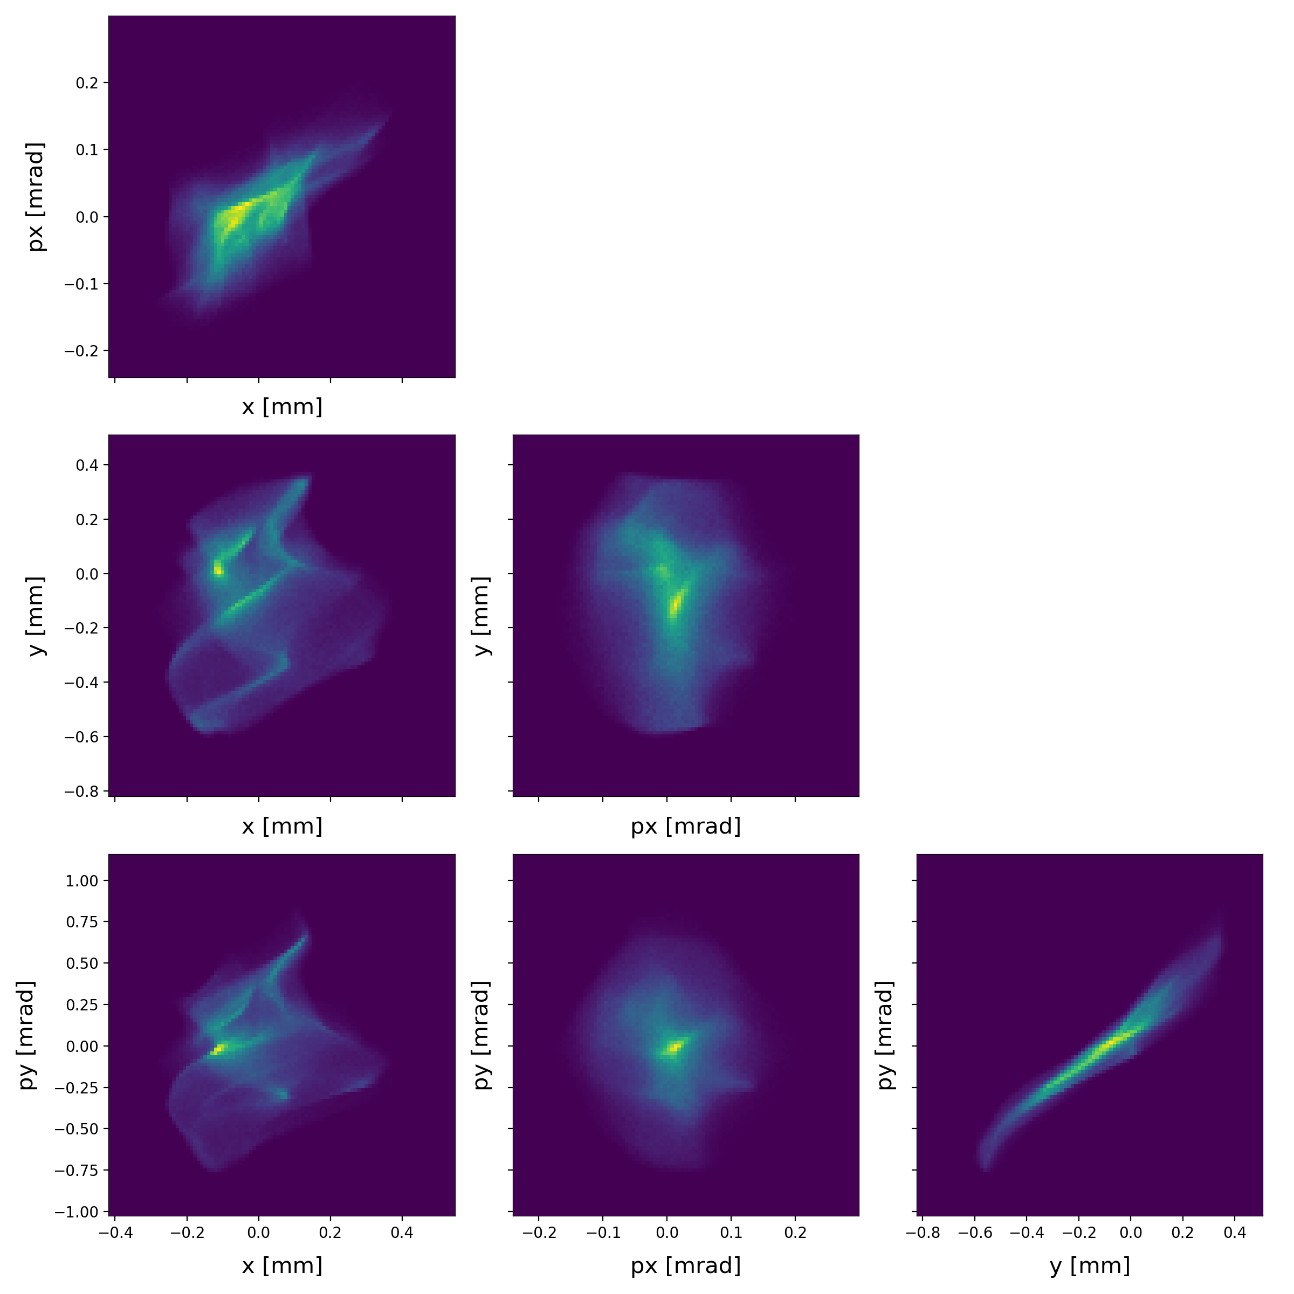 0.2
0.1
0.0
−0.1
−0.2
px [mrad]
x [mm]
0.4
0.2
0.0
−0.2
−0.4
−0.6
−0.8
y [mm]
x [mm]
y [mm]
px [mrad]
1.00
0.75
0.50
0.25
0.00
−0.25
−0.50
−0.75
−1.00
py [mrad]
−0.4 −0.2 0.0 0.2 0.4
x [mm]
py [mrad]
−0.2 −0.1 0.0 0.1 0.2
px [mrad]
py [mrad]
−0.8 −0.6 −0.4 −0.2 0.0 0.2 0.4
y [mm]